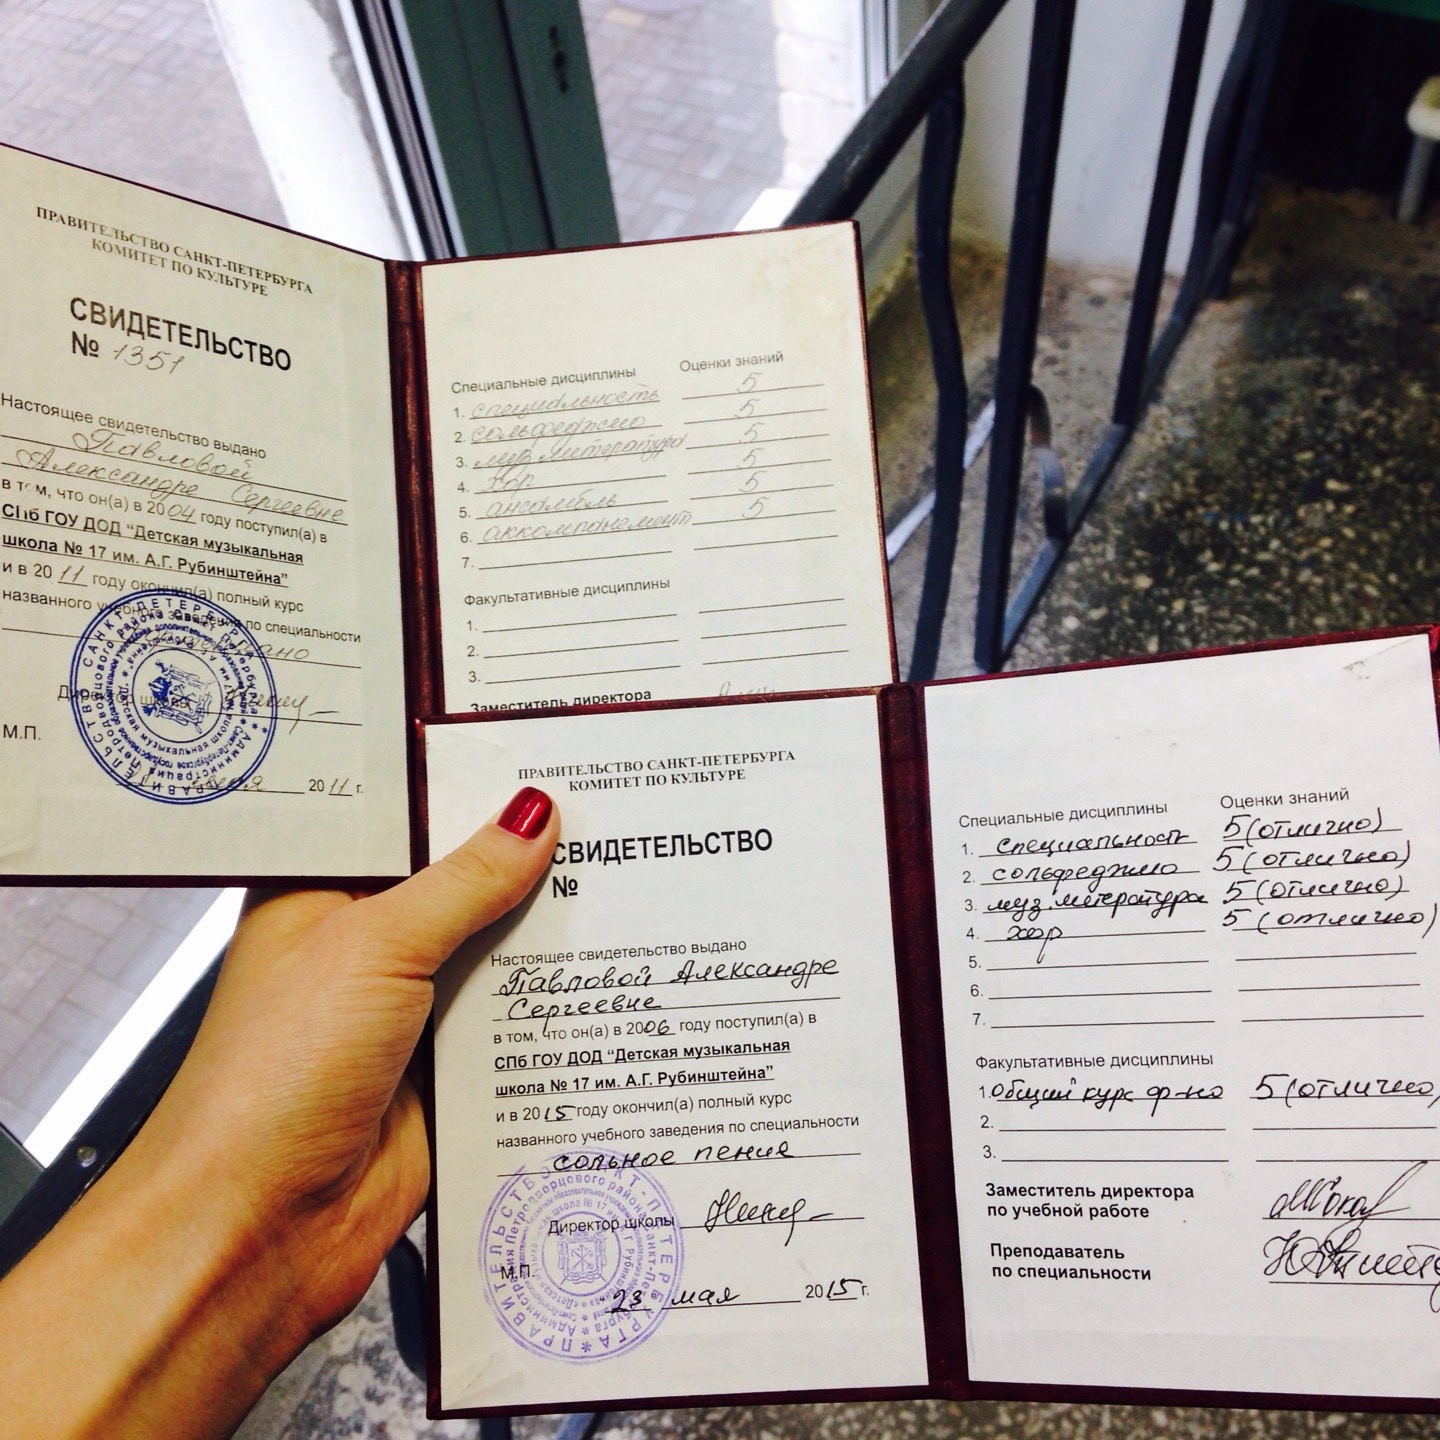 ПРАВИТЕЛЬСТВО САНКТ-ПЕТЕРБУРГА
КОМИТЕТ ПО КУЛЬТУРЕ
СВИДЕТЕЛЬСТВО
№ 1351
Настоящее свидетельство выдано
Павловой
Александре Сергеевне
в том, что он(а) в 2004 году поступил(а) в
СПб ГОУ ДОД "Детская музыкальная
школа № 17 им. А.Г. Рубинштейна"
и в 2011 году окончил(а) полный курс
названного учебного заведения по специальности
Директор школы
М.П.
2011 г.
Специальные дисциплины Оценки знаний
1. специальность 5
2. сольфеджио 5
3. муз. литература 5
4. хор 5
5. ансамбль 5
6. аккомпанемент 5
7.
Факультативные дисциплины
1.
2.
3.
Заместитель директора
ПРАВИТЕЛЬСТВО САНКТ-ПЕТЕРБУРГА
КОМИТЕТ ПО КУЛЬТУРЕ
СВИДЕТЕЛЬСТВО
№
Настоящее свидетельство выдано
Павловой Александре
Сергеевне
в том, что он(а) в 2006 году поступил(а) в
СПб ГОУ ДОД "Детская музыкальная
школа № 17 им. А.Г. Рубинштейна"
и в 2015 году окончил(а) полный курс
названного учебного заведения по специальности
сольное пение
Директор школы
М.П.
"23" мая 2015 г.
Специальные дисциплины Оценки знаний
1. специальность 5 (отлично)
2. сольфеджио 5 (отлично)
3. муз. литература 5 (отлично)
4. хор 5 (отлично)
5.
6.
7.
Факультативные дисциплины
1. Общий курс ф-но 5 (отлично)
2.
3.
Заместитель директора
по учебной работе
Преподаватель
по специальности